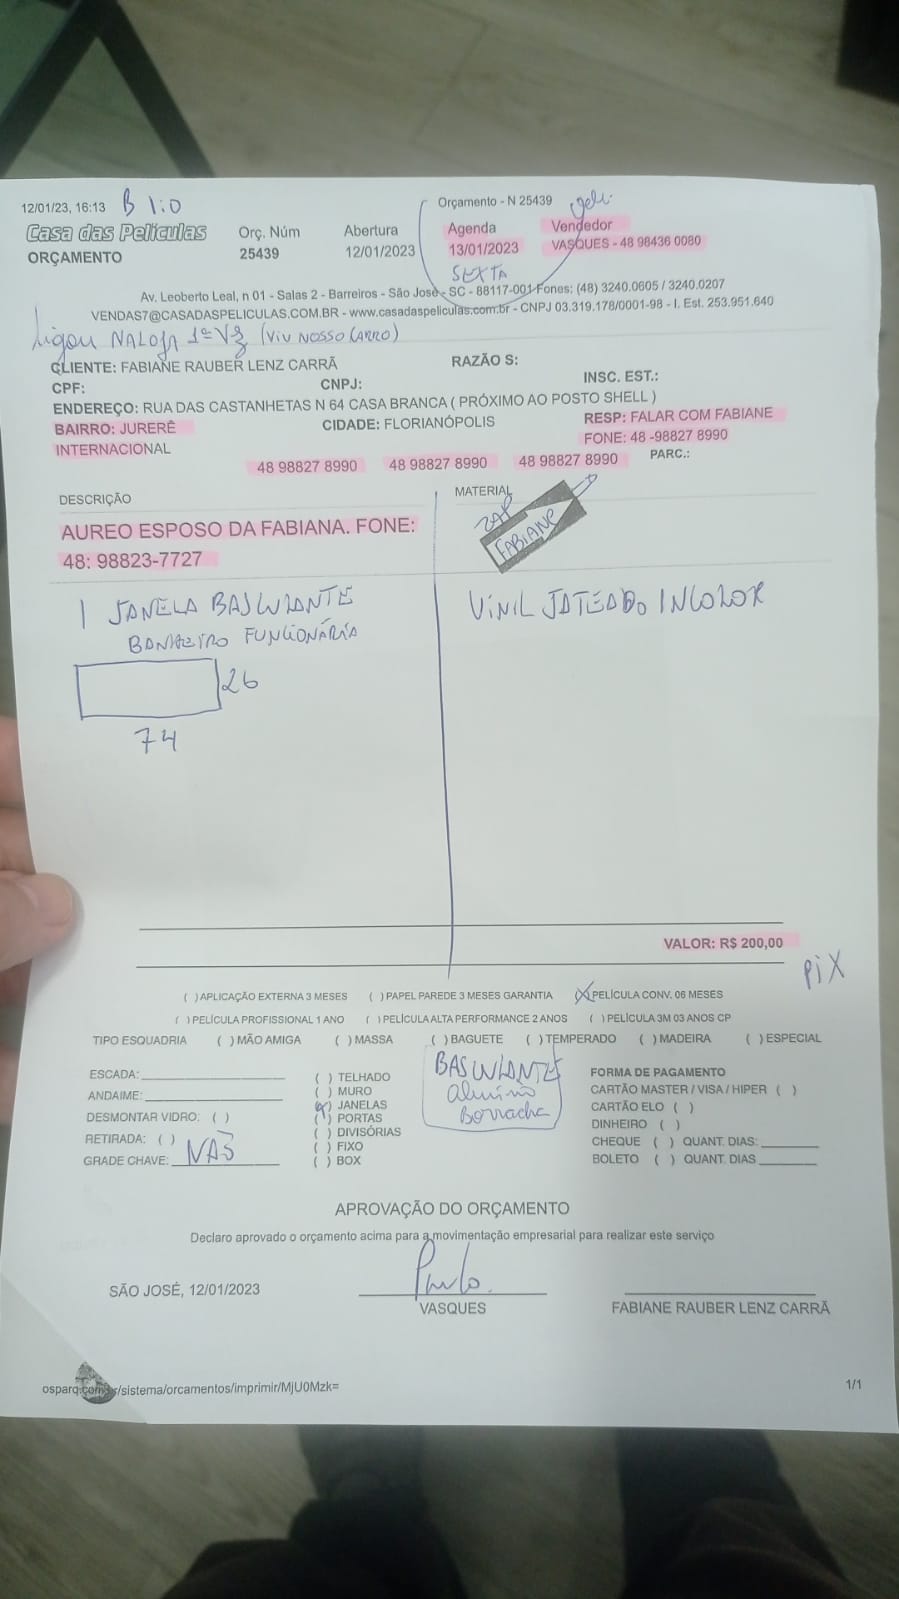 12/01/23, 16:13
Orçamento - N 25439
Casa das Películas
ORÇAMENTO
Orç. Núm
25439
Abertura
12/01/2023
Agenda
13/01/2023
SEXTA
Vendedor
VASQUES - 48 98436 0080
Av. Leoberto Leal, n 01 - Salas 2 - Barreiros - São José - SC - 88117-001 Fones: (48) 3240.0605 / 3240.0207
VENDAS7@CASADASPELICULAS.COM.BR - www.casadaspeliculas.com.br - CNPJ 03.319.178/0001-98 - I. Est. 253.951.640
Ligou NA LOJA 1ª VZ (VIU NOSSO CARRO)
CLIENTE: FABIANE RAUBER LENZ CARRÃ
RAZÃO S:
CPF:
CNPJ:
INSC. EST.:
ENDEREÇO: RUA DAS CASTANHETAS N 64 CASA BRANCA ( PRÓXIMO AO POSTO SHELL )
BAIRRO: JURERÊ
INTERNACIONAL
CIDADE: FLORIANÓPOLIS
RESP: FALAR COM FABIANE
FONE: 48 -98827 8990
48 98827 8990 48 98827 8990 48 98827 8990
PARC.:
DESCRIÇÃO
MATERIAL
ZAP
FABIANE
AUREO ESPOSO DA FABIANA. FONE:
48: 98823-7727
1 JANELA BASCULANTE
BANHEIRO FUNCIONÁRIA
26
74
VINIL JATEADO INCOLOR
VALOR: R$ 200,00
PIX
( ) APLICAÇÃO EXTERNA 3 MESES ( ) PAPEL PAREDE 3 MESES GARANTIA (X) PELÍCULA CONV. 06 MESES
( ) PELÍCULA PROFISSIONAL 1 ANO ( ) PELÍCULA ALTA PERFORMANCE 2 ANOS ( ) PELÍCULA 3M 03 ANOS CP
TIPO ESQUADRIA ( ) MÃO AMIGA ( ) MASSA ( ) BAGUETE ( ) TEMPERADO ( ) MADEIRA ( ) ESPECIAL
ESCADA:
ANDAIME:
DESMONTAR VIDRO: ( )
RETIRADA: ( )
GRADE CHAVE: NÃO
( ) TELHADO
( ) MURO
(X) JANELAS
( ) PORTAS
( ) DIVISÓRIAS
( ) FIXO
( ) BOX
BASCULANTE
Alumínio
Borracha
FORMA DE PAGAMENTO
CARTÃO MASTER / VISA / HIPER ( )
CARTÃO ELO ( )
DINHEIRO ( )
CHEQUE ( ) QUANT. DIAS:
BOLETO ( ) QUANT. DIAS
APROVAÇÃO DO ORÇAMENTO
Declaro aprovado o orçamento acima para a movimentação empresarial para realizar este serviço
SÃO JOSÉ, 12/01/2023
Paulo
VASQUES
FABIANE RAUBER LENZ CARRÃ
1/1